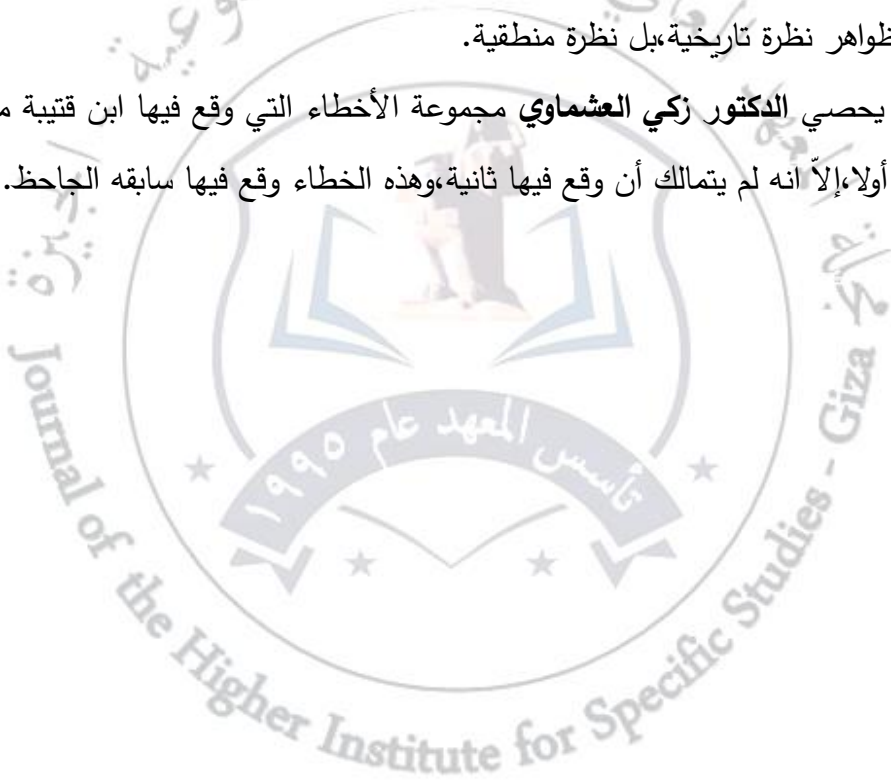 ظواهر نظرة تاريخية،بل نظرة منطقية.
يحصي الدكتور زكي العشماوي مجموعة الأخطاء التي وقع فيها ابن قتيبة م
أولا،إلاّ انه لم يتمالك أن وقع فيها ثانية،وهذه الخطاء وقع فيها سابقه الجاحظ.
تأسس المعهد عام ١٩٩٥
Journal of the Higher Institute for Specific Studies - Giza